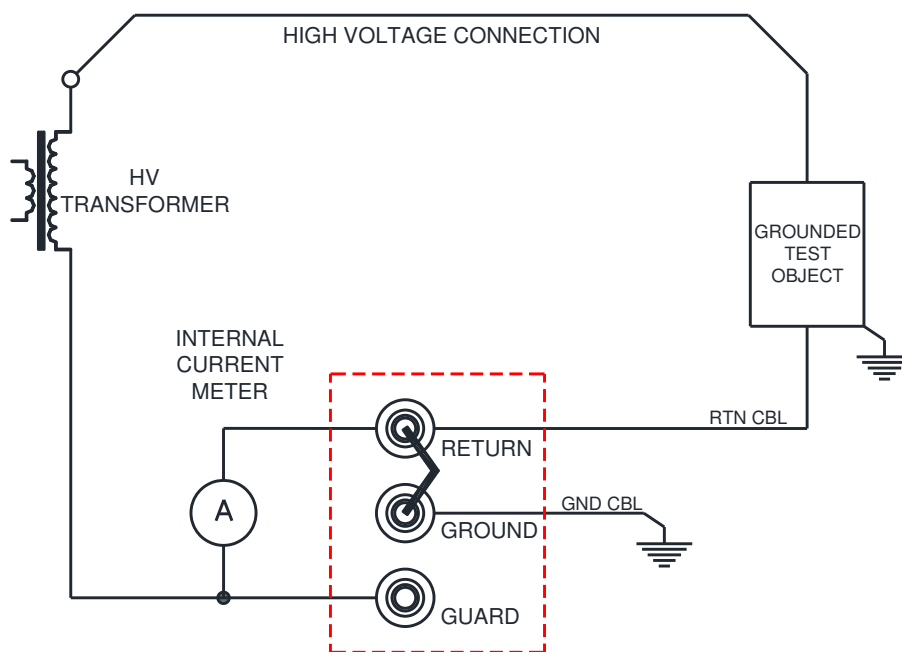 HIGH VOLTAGE CONNECTION
HV
TRANSFORMER
GROUNDED
TEST
OBJECT
INTERNAL
CURRENT
METER
RTN CBL
RETURN
A
GND CBL
GROUND
GUARD